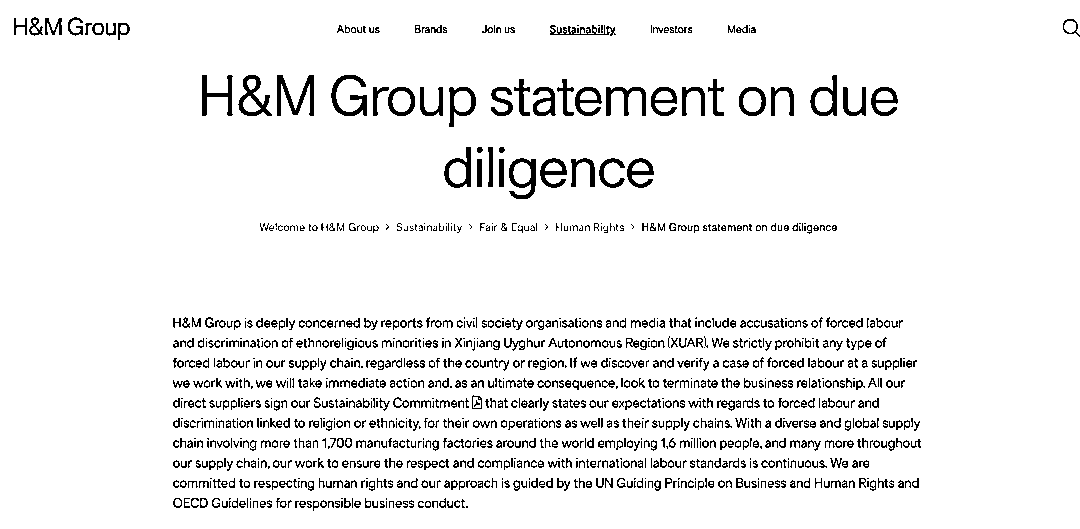 H&M Group
About us Brands Join us Sustainability Investors Media
H&M Group statement on due
diligence
Welcome to H&M Group > Sustainability > Fair & Equal > Human Rights > H&M Group statement on due diligence
H&M Group is deeply concerned by reports from civil society organisations and media that include accusations of forced labour
and discrimination of ethnoreligious minorities in Xinjiang Uyghur Autonomous Region (XUAR). We strictly prohibit any type of
forced labour in our supply chain, regardless of the country or region. If we discover and verify a case of forced labour at a supplier
we work with, we will take immediate action and, as an ultimate consequence, look to terminate the business relationship. All our
direct suppliers sign our Sustainability Commitment that clearly states our expectations with regards to forced labour and
discrimination linked to religion or ethnicity, for their own operations as well as their supply chains. With a diverse and global supply
chain involving more than 1,700 manufacturing factories around the world employing 1,6 million people, and many more throughout
our supply chain, our work to ensure the respect and compliance with international labour standards is continuous. We are
committed to respecting human rights and our approach is guided by the UN Guiding Principle on Business and Human Rights and
OECD Guidelines for responsible business conduct.